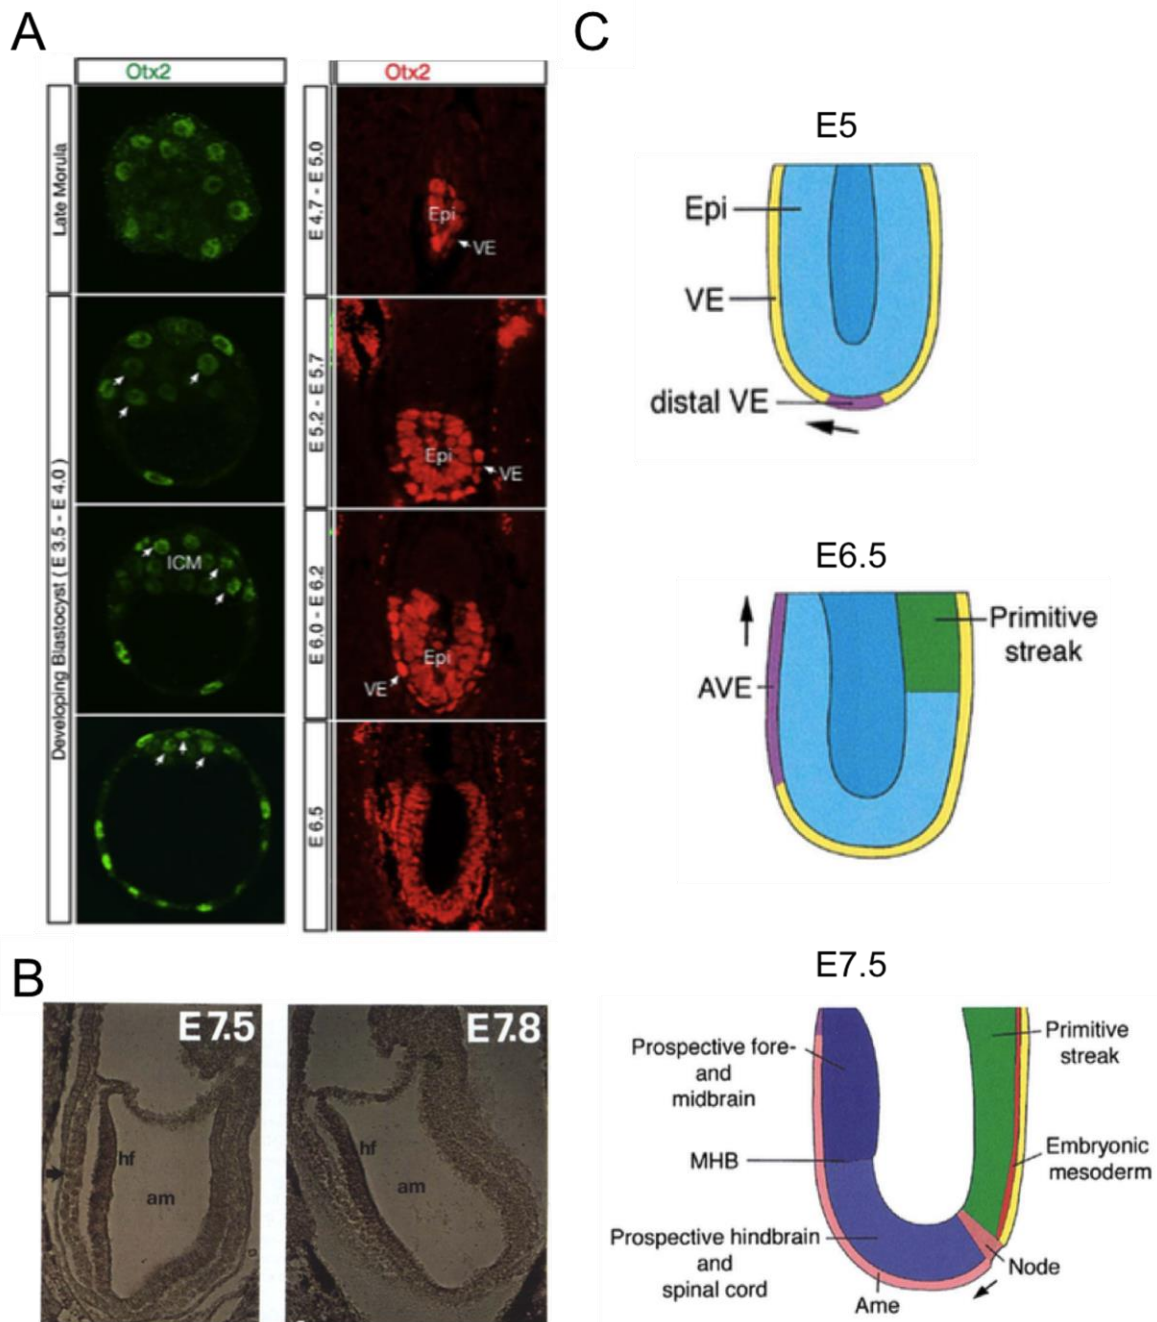 A
Otx2
Otx2
Late Morula
Developing Blastocyst ( E 3.5 - E 4.0 )
ICM
E 4.7 - E 5.0
Epi
VE
E 5.2 - E 5.7
Epi
VE
E 6.0 - E 6.2
Epi
VE
E 6.5
B
E7.5
hf
am
E7.8
hf
am
C
E5
Epi
VE
distal VE
E6.5
Primitive
streak
AVE
E7.5
Prospective fore-
and
midbrain
Primitive
streak
MHB
Embryonic
mesoderm
Prospective hindbrain
and
spinal cord
Node
Ame